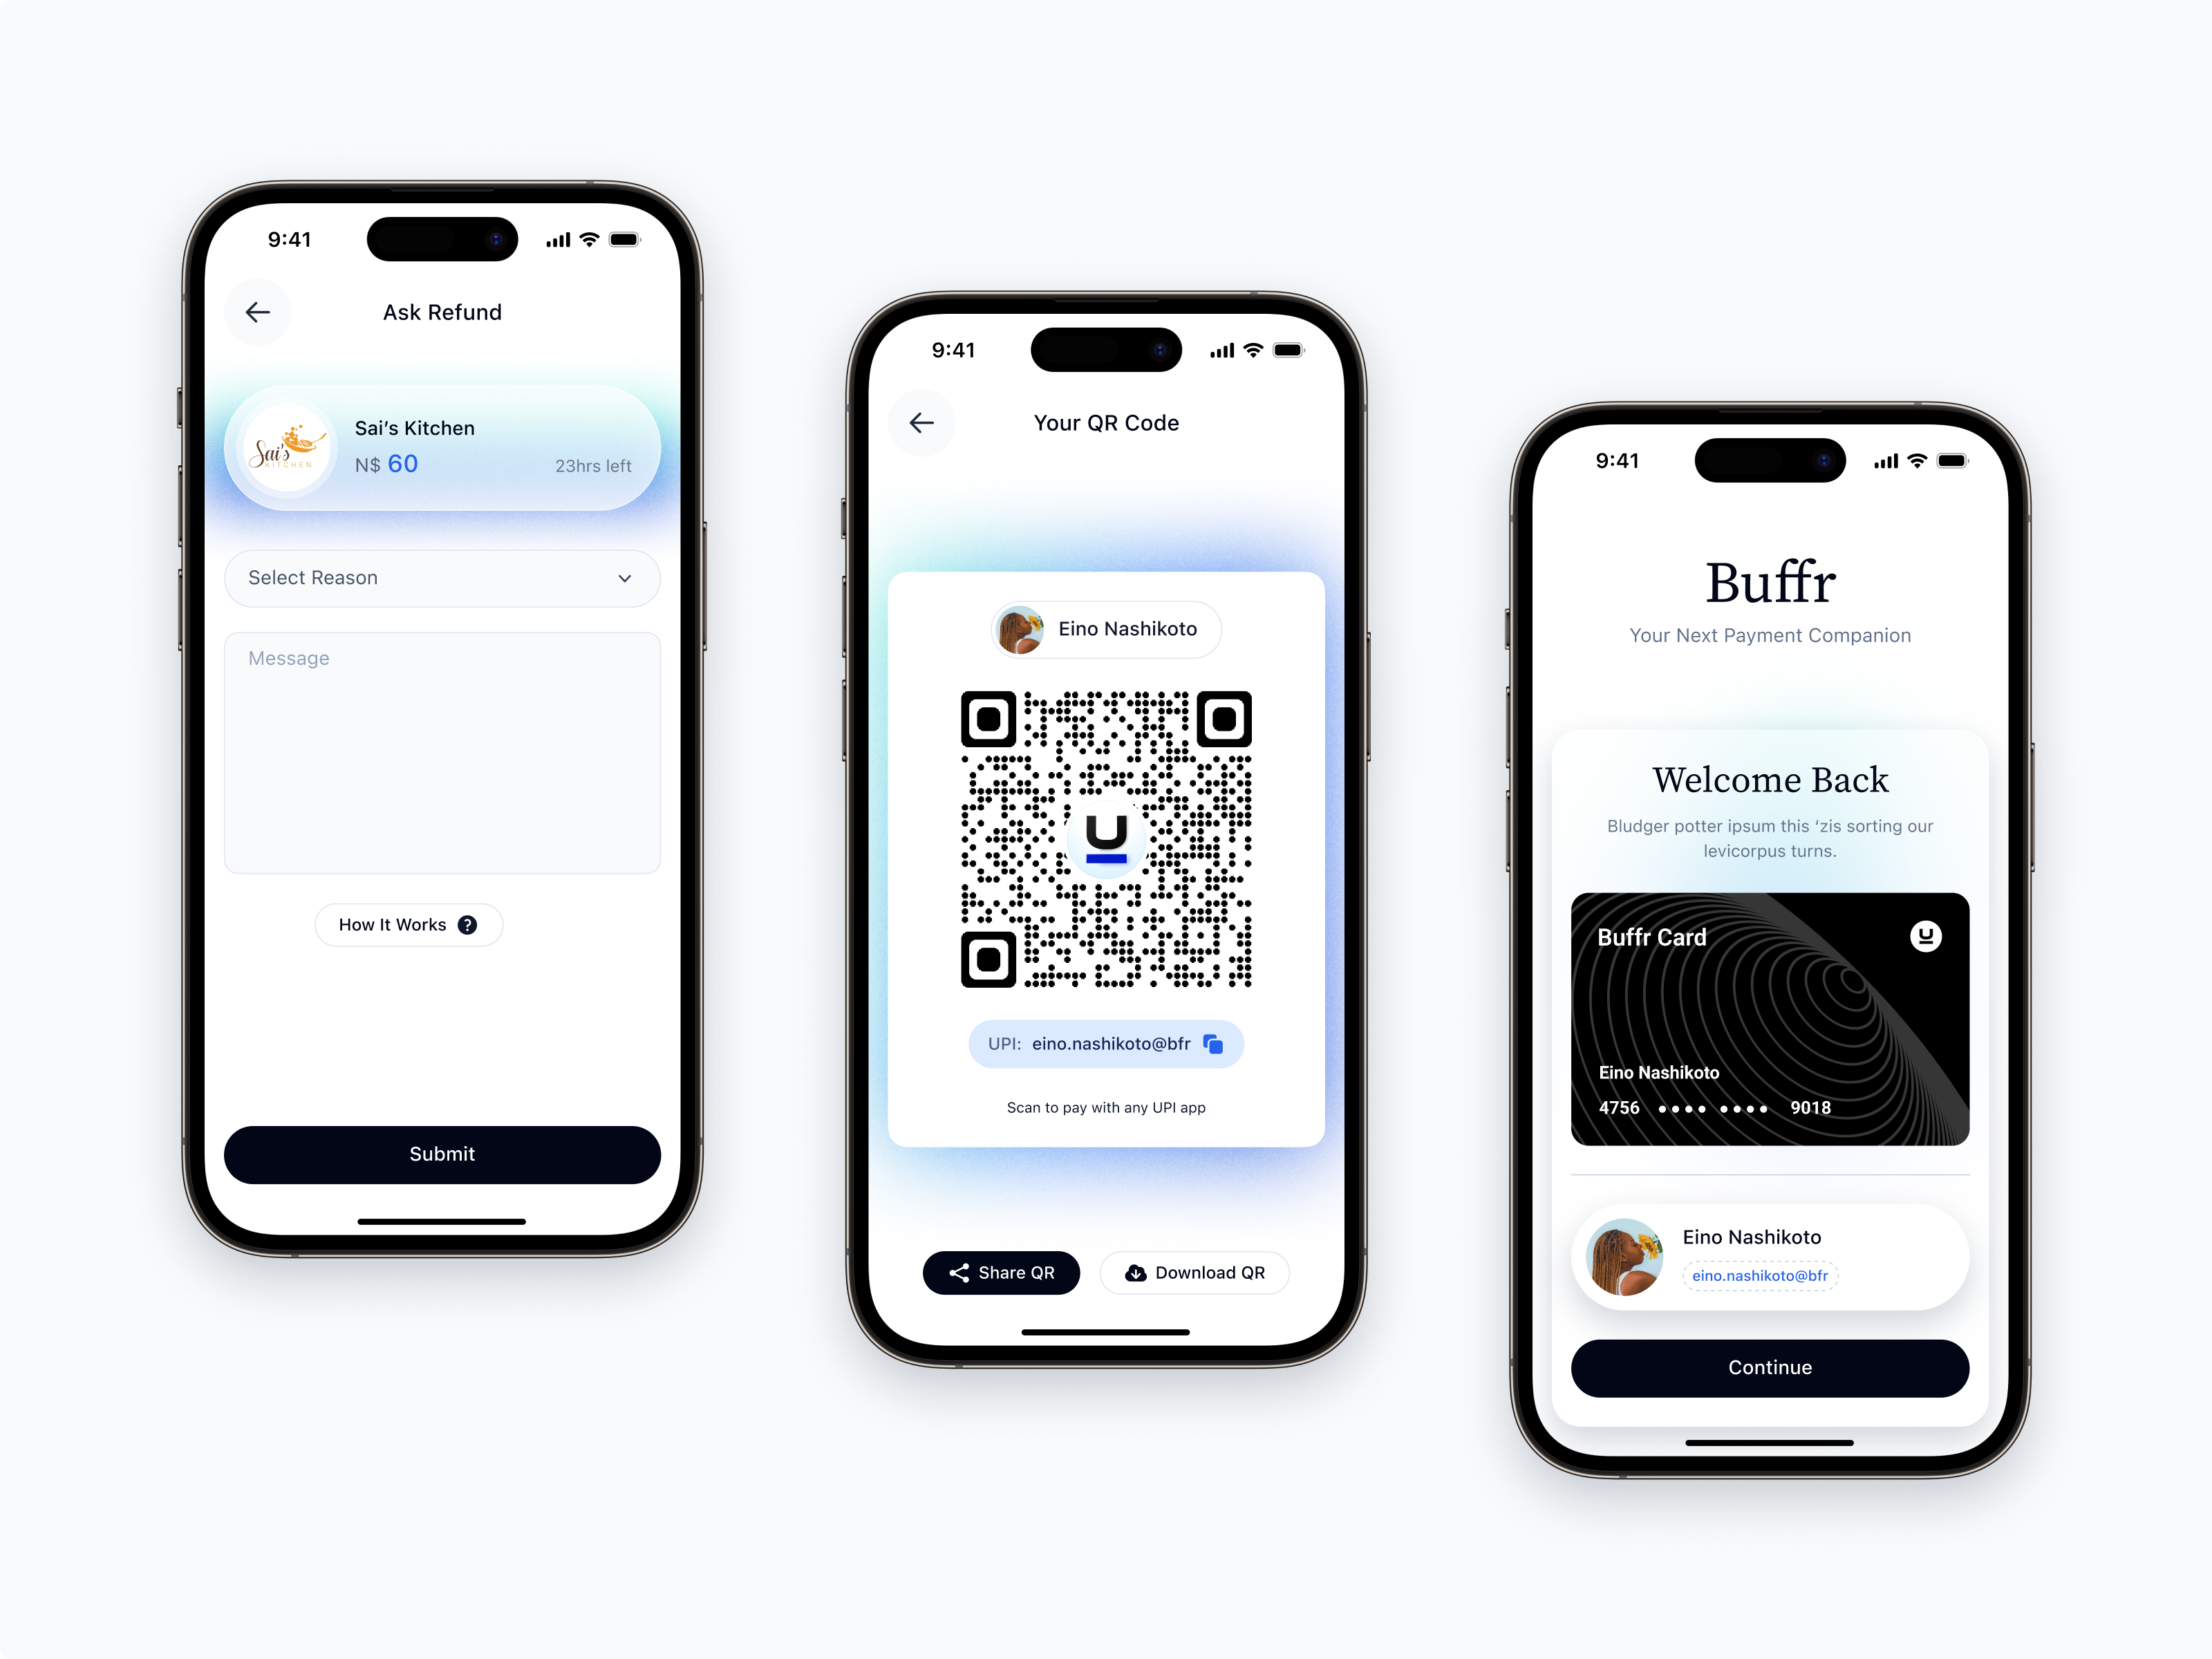 9:41
Ask Refund
Sai's
KITCHEN
Sai’s Kitchen
N$ 60
23hrs left
Select Reason
Message
How It Works ?
Submit
9:41
Your QR Code
Eino Nashikoto
UPI: eino.nashikoto@bfr
Scan to pay with any UPI app
Share QR
Download QR
9:41
Buffr
Your Next Payment Companion
Welcome Back
Bludger potter ipsum this ‘zis sorting our
levicorpus turns.
Buffr Card
Eino Nashikoto
4756 •••• •••• 9018
Eino Nashikoto
eino.nashikoto@bfr
Continue